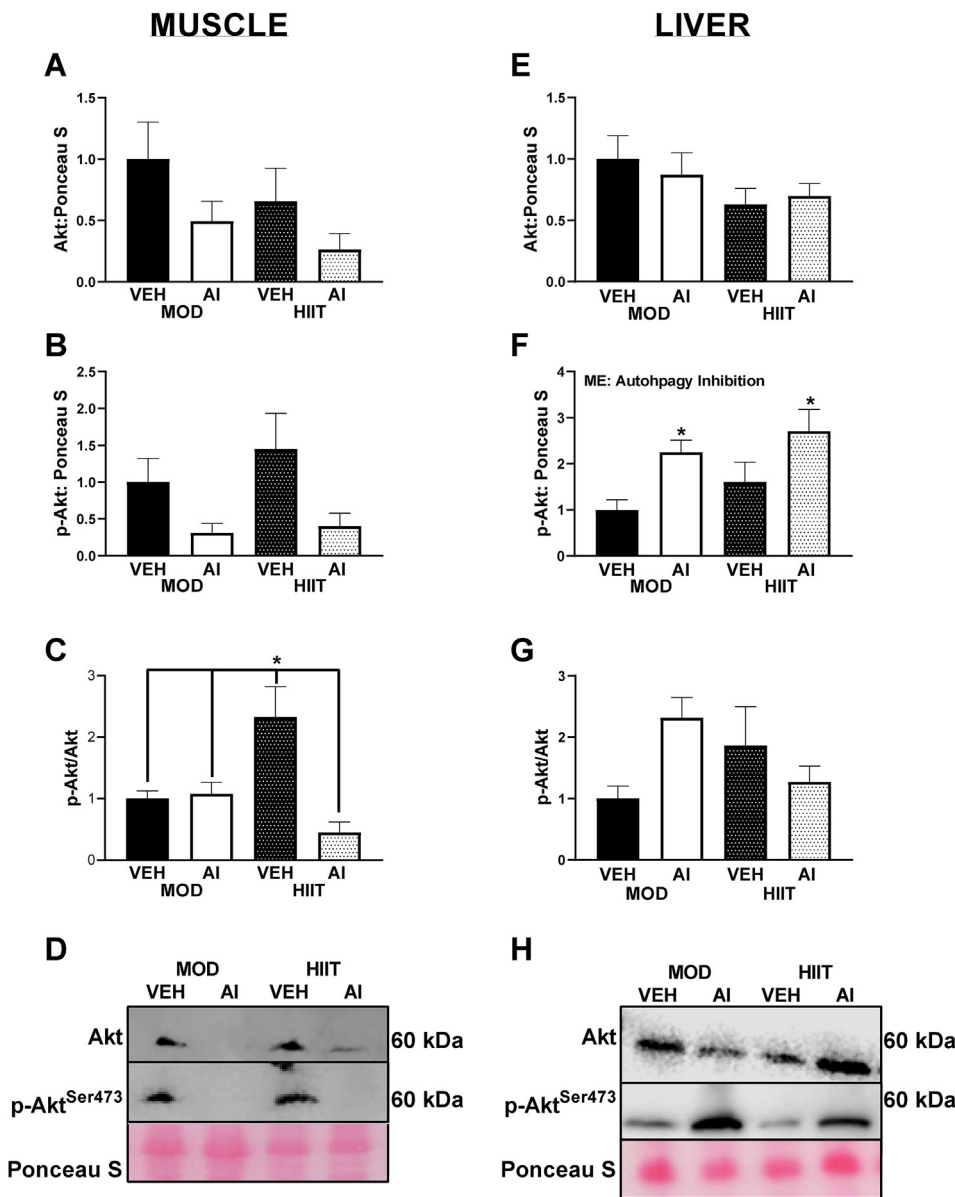 MUSCLE
LIVER
A
Akt:Ponceau S
1.5
1.0
0.5
0.0
VEH AI VEH AI
MOD HIIT
E
Akt:Ponceau S
1.5
1.0
0.5
0.0
VEH AI VEH AI
MOD HIIT
B
p-Akt: Ponceau S
2.5
2.0
1.5
1.0
0.5
0.0
VEH AI VEH AI
MOD HIIT
F
p-Akt: Ponceau S
ME: Autohpagy Inhibition
4
3
2
1
0
* *
VEH AI VEH AI
MOD HIIT
C
p-Akt/Akt
*
3
2
1
0
VEH AI VEH AI
MOD HIIT
G
p-Akt/Akt
3
2
1
0
VEH AI VEH AI
MOD HIIT
D
MOD HIIT
VEH AI VEH AI
Akt 60 kDa
p-Akt^Ser473 60 kDa
Ponceau S
H
MOD HIIT
VEH AI VEH AI
Akt 60 kDa
p-Akt^Ser473 60 kDa
Ponceau S